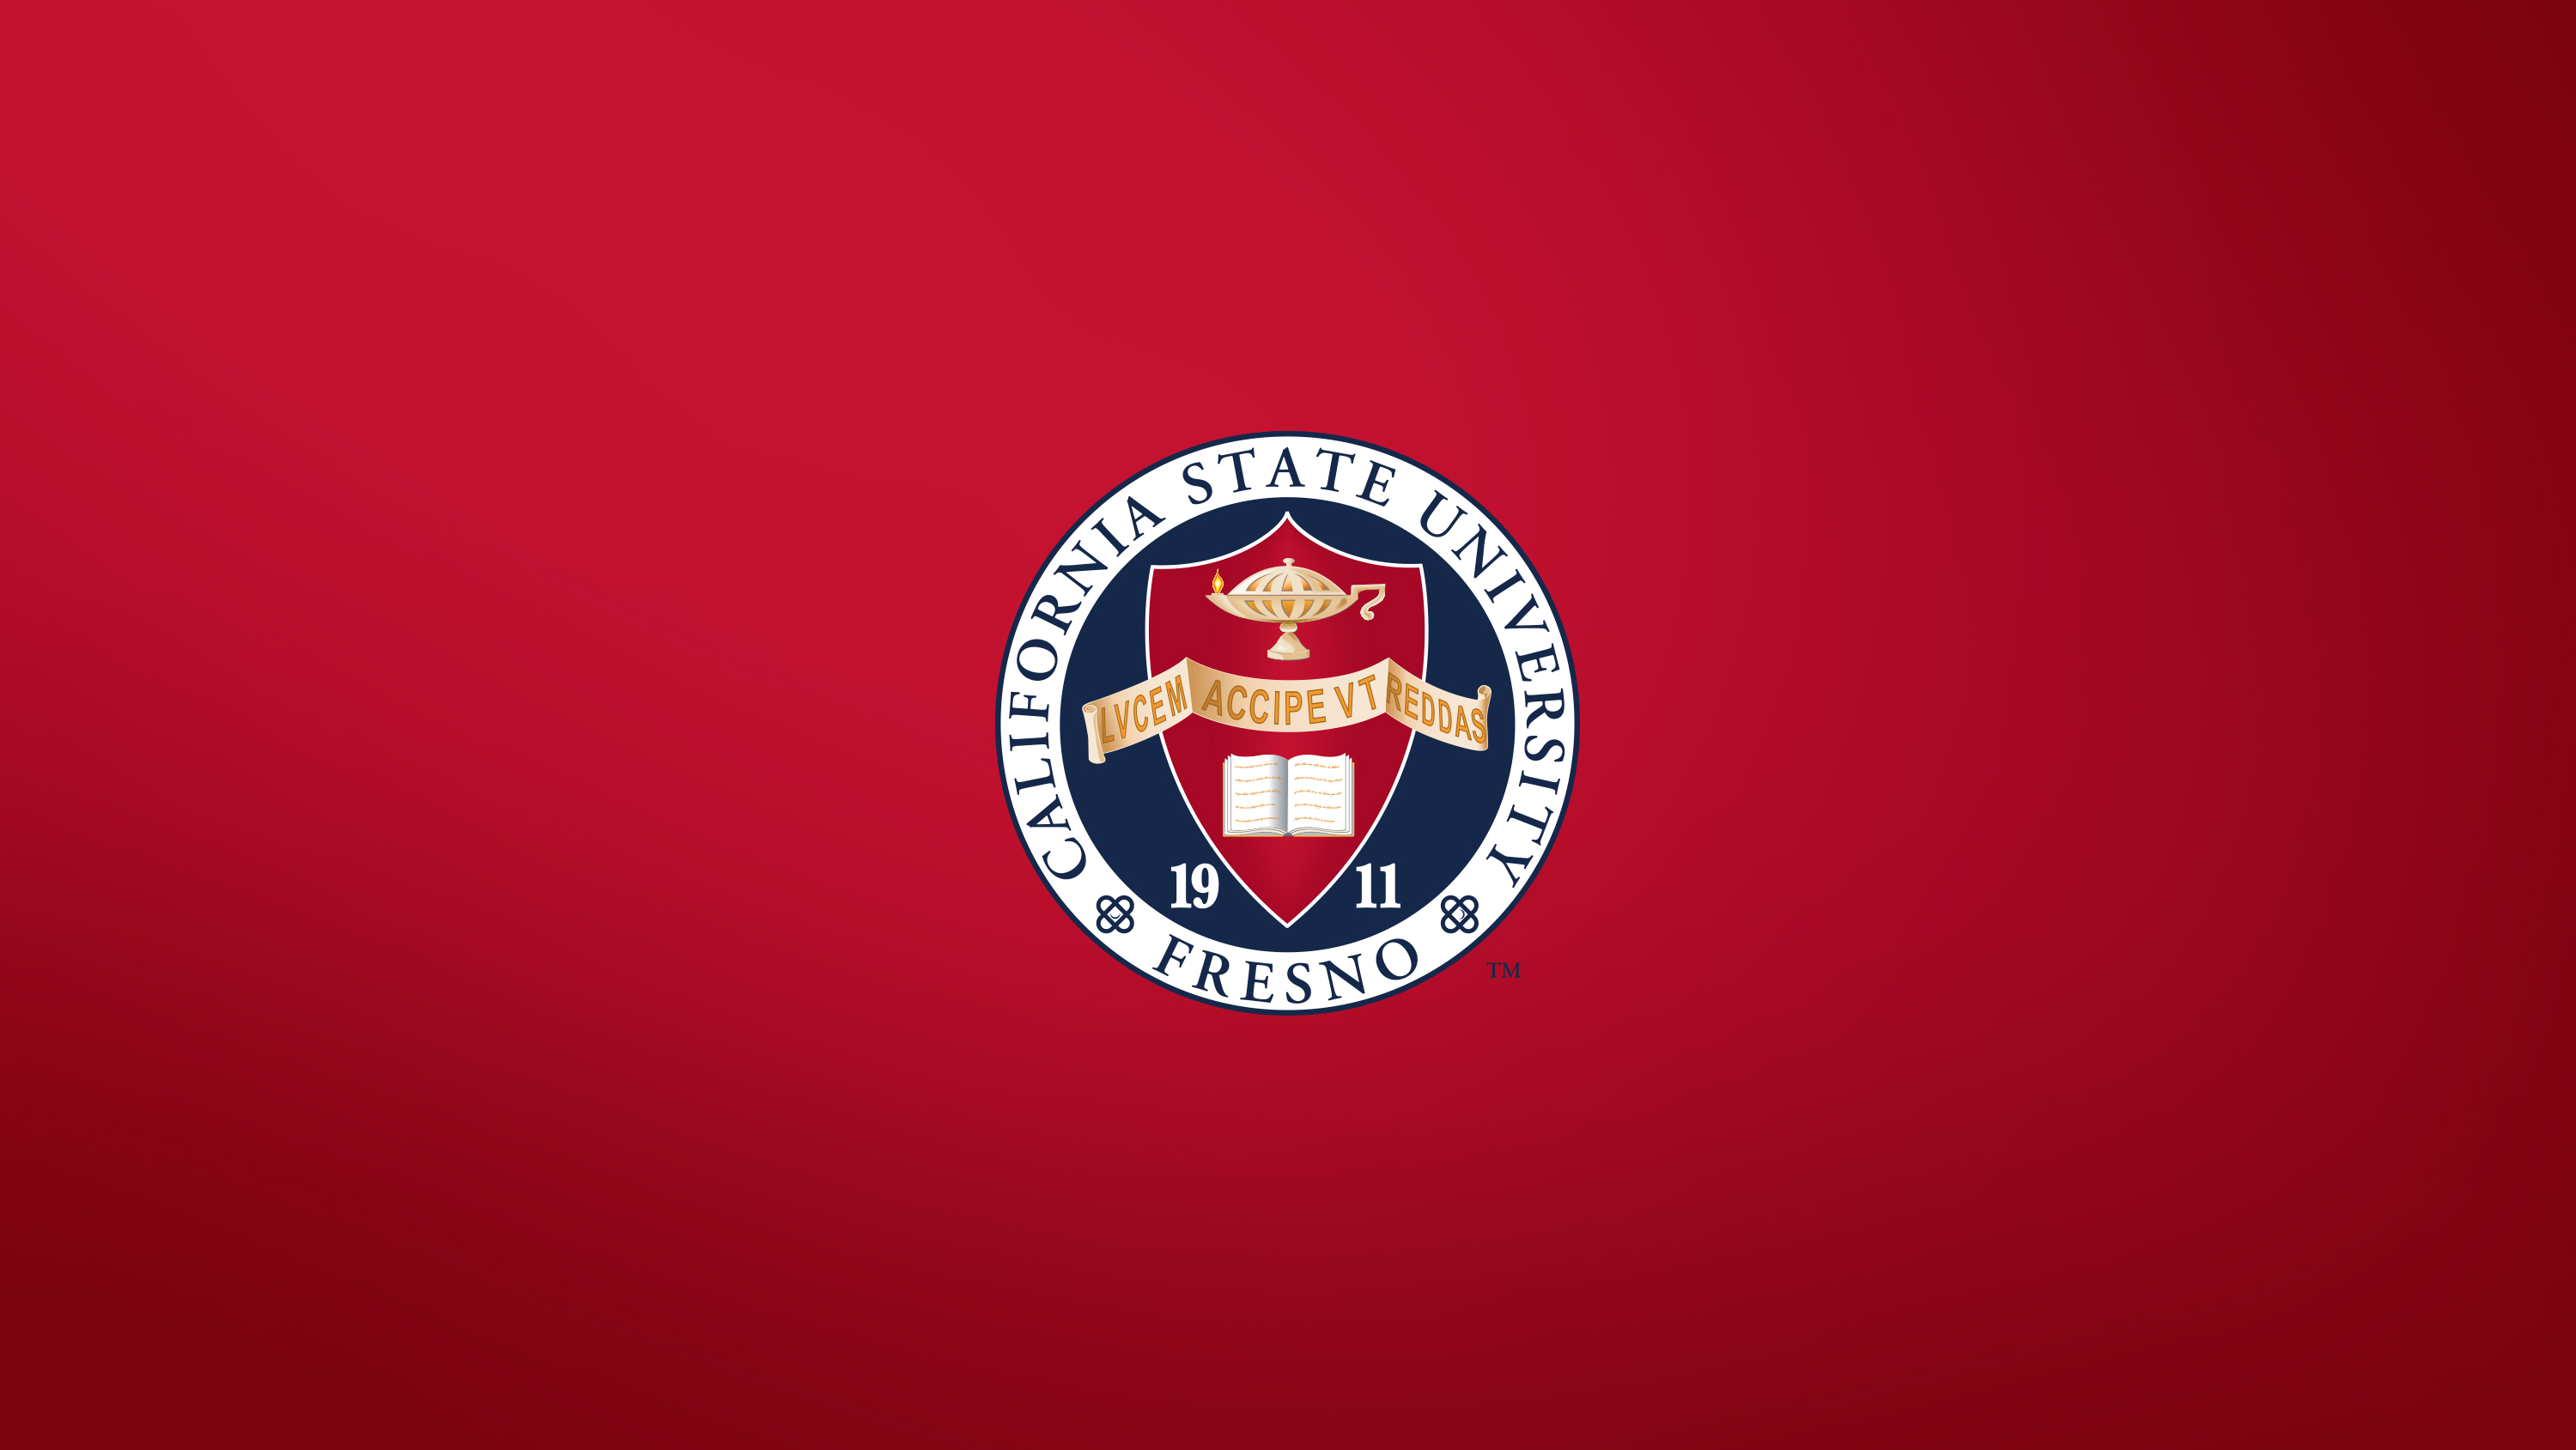 CALIFORNIA STATE UNIVERSITY
LVCEM ACCIPE VT REDDAS
19 11
FRESNO
TM